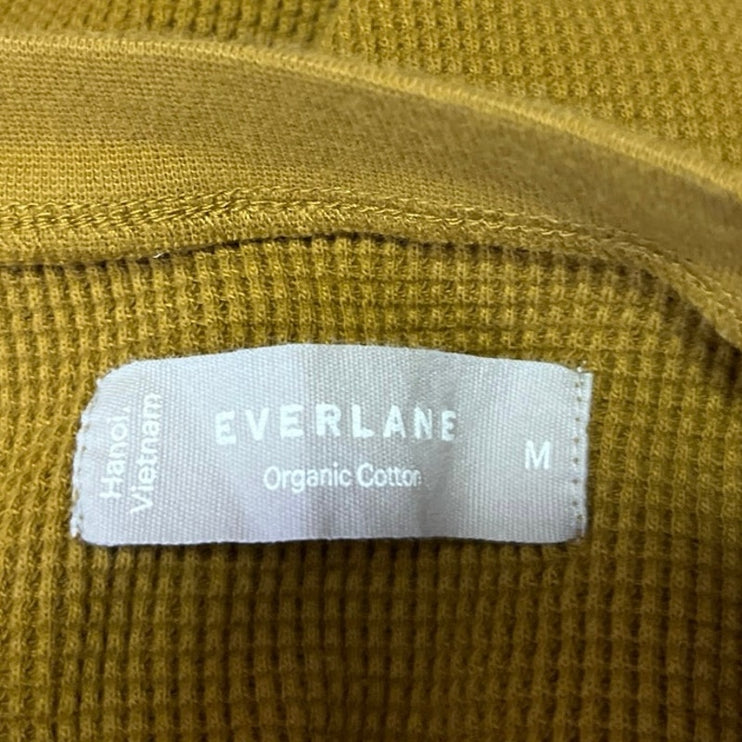 Hanoi.
Vietnam
EVERLANE
Organic Cotton
M